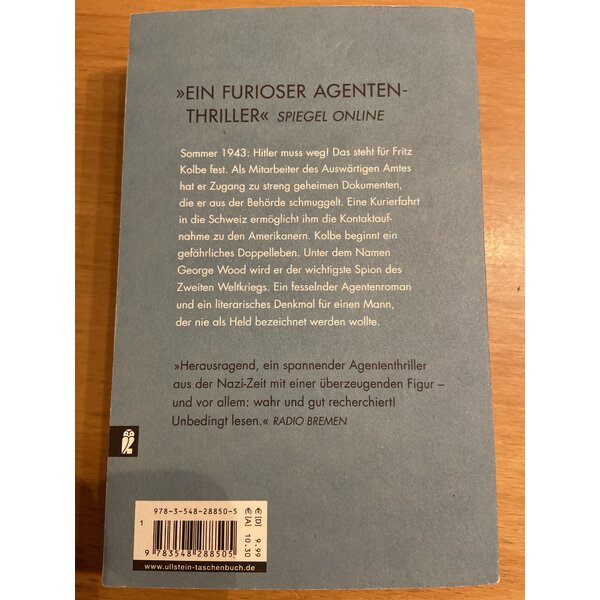 »EIN FURIOSER AGENTEN-
THRILLER« SPIEGEL ONLINE
Sommer 1943: Hitler muss weg! Das steht für Fritz
Kolbe fest. Als Mitarbeiter des Auswärtigen Amtes
hat er Zugang zu streng geheimen Dokumenten,
die er aus der Behörde schmuggelt. Eine Kurierfahrt
in die Schweiz ermöglicht ihm die Kontaktauf-
nahme zu den Amerikanern. Kolbe beginnt ein
gefährliches Doppelleben. Unter dem Namen
George Wood wird er der wichtigste Spion des
Zweiten Weltkriegs. Ein fesselnder Agentenroman
und ein literarisches Denkmal für einen Mann,
der nie als Held bezeichnet werden wollte.
»Herausragend, ein spannender Agententhriller
aus der Nazi-Zeit mit einer überzeugenden Figur –
und vor allem: wahr und gut recherchiert!
Unbedingt lesen.« RADIO BREMEN
978-3-548-28850-5
1
9 783548 288505
€ [D] 9.99
€ [A] 10.30
www.ullstein-taschenbuch.de